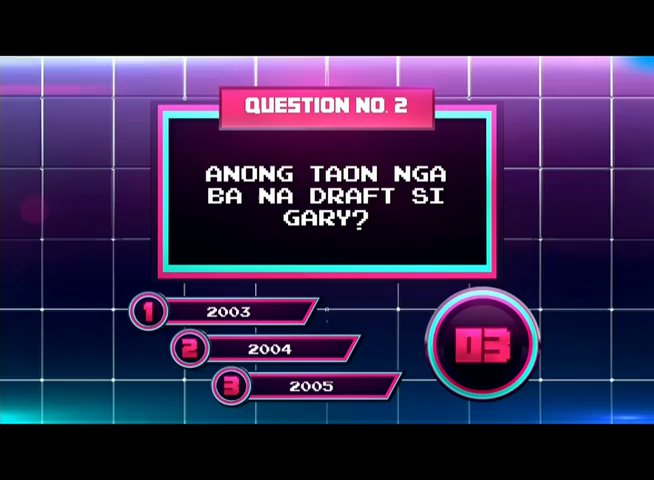 QUESTION NO. 2
ANONG TAON NGA
BA NA DRAFT SI
GARY?
1 2003
2 2004
3 2005
03